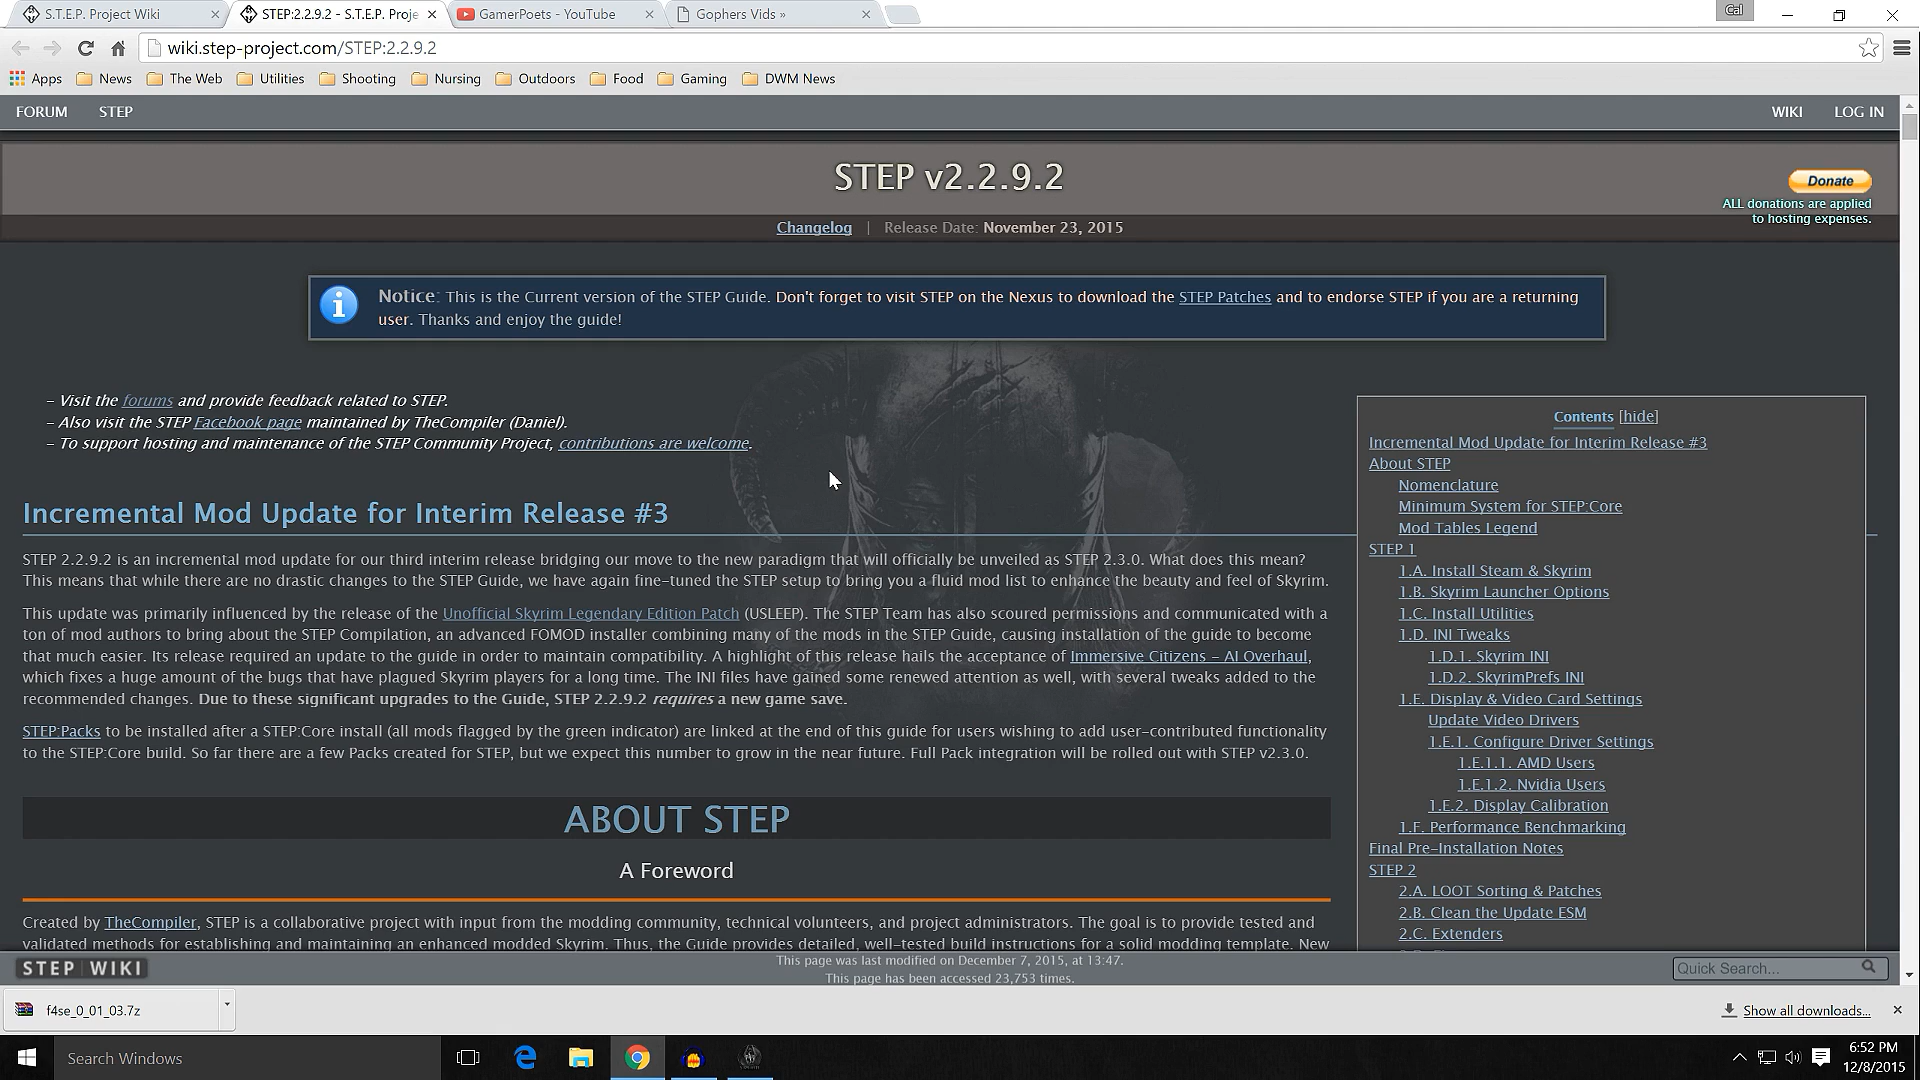 S.T.E.P. Project Wiki
STEP:2.2.9.2 - S.T.E.P. Proje
GamerPoets - YouTube
Gophers Vids »
Cal
wiki.step-project.com/STEP:2.2.9.2
Apps
News
The Web
Utilities
Shooting
Nursing
Outdoors
Food
Gaming
DWM News
FORUM
STEP
WIKI
LOG IN
STEP v2.2.9.2
Donate
ALL donations are applied
to hosting expenses.
Changelog | Release Date: November 23, 2015
Notice: This is the Current version of the STEP Guide. Don't forget to visit STEP on the Nexus to download the STEP Patches and to endorse STEP if you are a returning
user. Thanks and enjoy the guide!
– Visit the forums and provide feedback related to STEP.
– Also visit the STEP Facebook page maintained by TheCompiler (Daniel).
– To support hosting and maintenance of the STEP Community Project, contributions are welcome.
Incremental Mod Update for Interim Release #3
STEP 2.2.9.2 is an incremental mod update for our third interim release bridging our move to the new paradigm that will officially be unveiled as STEP 2.3.0. What does this mean?
This means that while there are no drastic changes to the STEP Guide, we have again fine-tuned the STEP setup to bring you a fluid mod list to enhance the beauty and feel of Skyrim.
This update was primarily influenced by the release of the Unofficial Skyrim Legendary Edition Patch (USLEEP). The STEP Team has also scoured permissions and communicated with a
ton of mod authors to bring about the STEP Compilation, an advanced FOMOD installer combining many of the mods in the STEP Guide, causing installation of the guide to become
that much easier. Its release required an update to the guide in order to maintain compatibility. A highlight of this release hails the acceptance of Immersive Citizens – AI Overhaul,
which fixes a huge amount of the bugs that have plagued Skyrim players for a long time. The INI files have gained some renewed attention as well, with several tweaks added to the
recommended changes. Due to these significant upgrades to the Guide, STEP 2.2.9.2 requires a new game save.
STEP:Packs to be installed after a STEP:Core install (all mods flagged by the green indicator) are linked at the end of this guide for users wishing to add user-contributed functionality
to the STEP:Core build. So far there are a few Packs created for STEP, but we expect this number to grow in the near future. Full Pack integration will be rolled out with STEP v2.3.0.
ABOUT STEP
A Foreword
Created by TheCompiler, STEP is a collaborative project with input from the modding community, technical volunteers, and project administrators. The goal is to provide tested and
validated methods for establishing and maintaining an enhanced modded Skyrim. Thus, the Guide provides detailed, well-tested build instructions for a solid modding template. New
Contents [hide]
Incremental Mod Update for Interim Release #3
About STEP
Nomenclature
Minimum System for STEP:Core
Mod Tables Legend
STEP 1
1.A. Install Steam & Skyrim
1.B. Skyrim Launcher Options
1.C. Install Utilities
1.D. INI Tweaks
1.D.1. Skyrim INI
1.D.2. SkyrimPrefs INI
1.E. Display & Video Card Settings
Update Video Drivers
1.E.1. Configure Driver Settings
1.E.1.1. AMD Users
1.E.1.2. Nvidia Users
1.E.2. Display Calibration
1.F. Performance Benchmarking
Final Pre-Installation Notes
STEP 2
2.A. LOOT Sorting & Patches
2.B. Clean the Update ESM
2.C. Extenders
STEP WIKI
This page was last modified on December 7, 2015, at 13:47.
This page has been accessed 23,753 times.
Quick Search...
f4se_0_01_03.7z
Show all downloads...
Search Windows
6:52 PM
12/8/2015